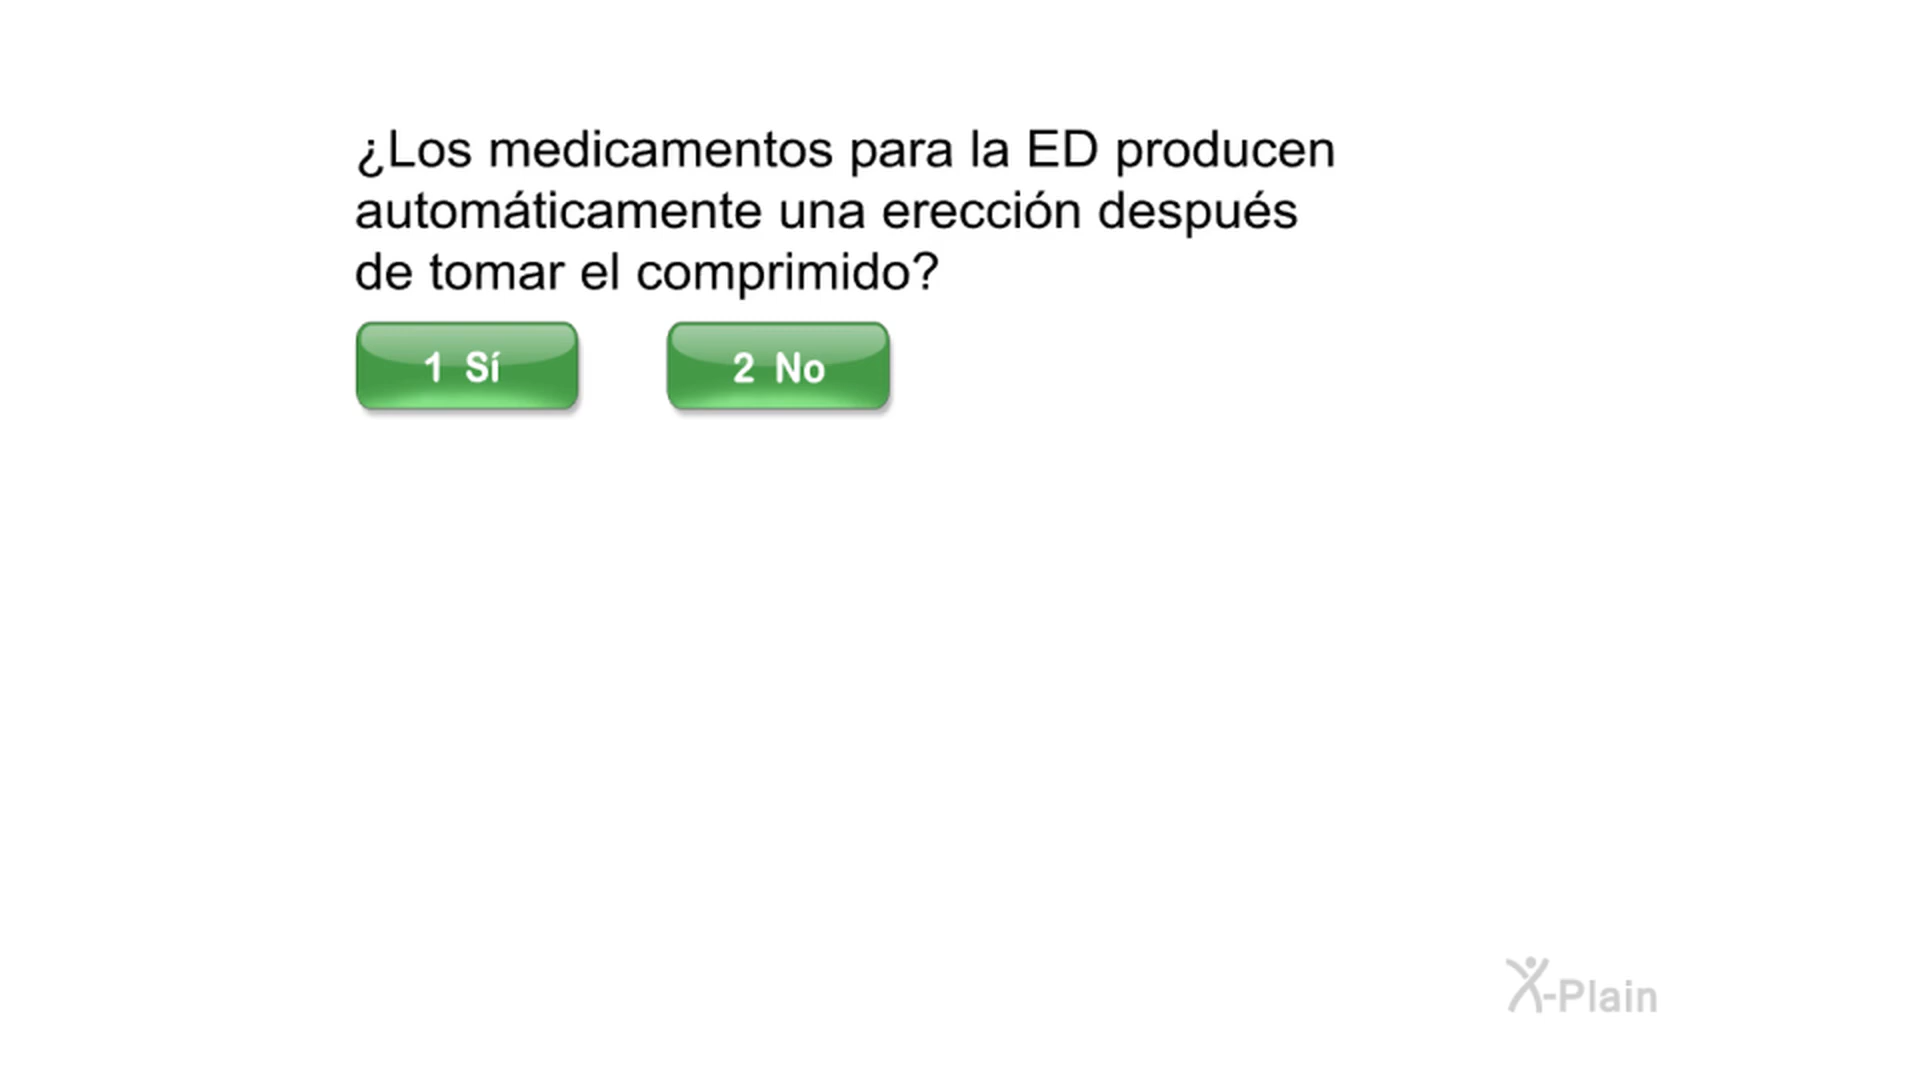 ¿Los medicamentos para la ED producen
automáticamente una erección después
de tomar el comprimido?
1 Sí
2 No
X-Plain